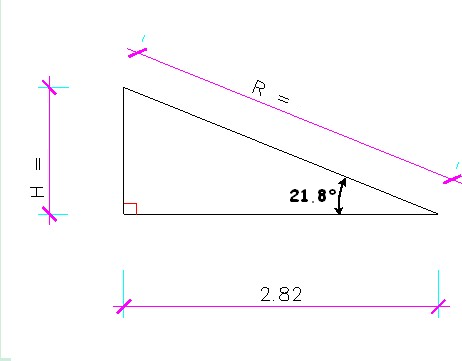 R =
H =
21.8°
2.82